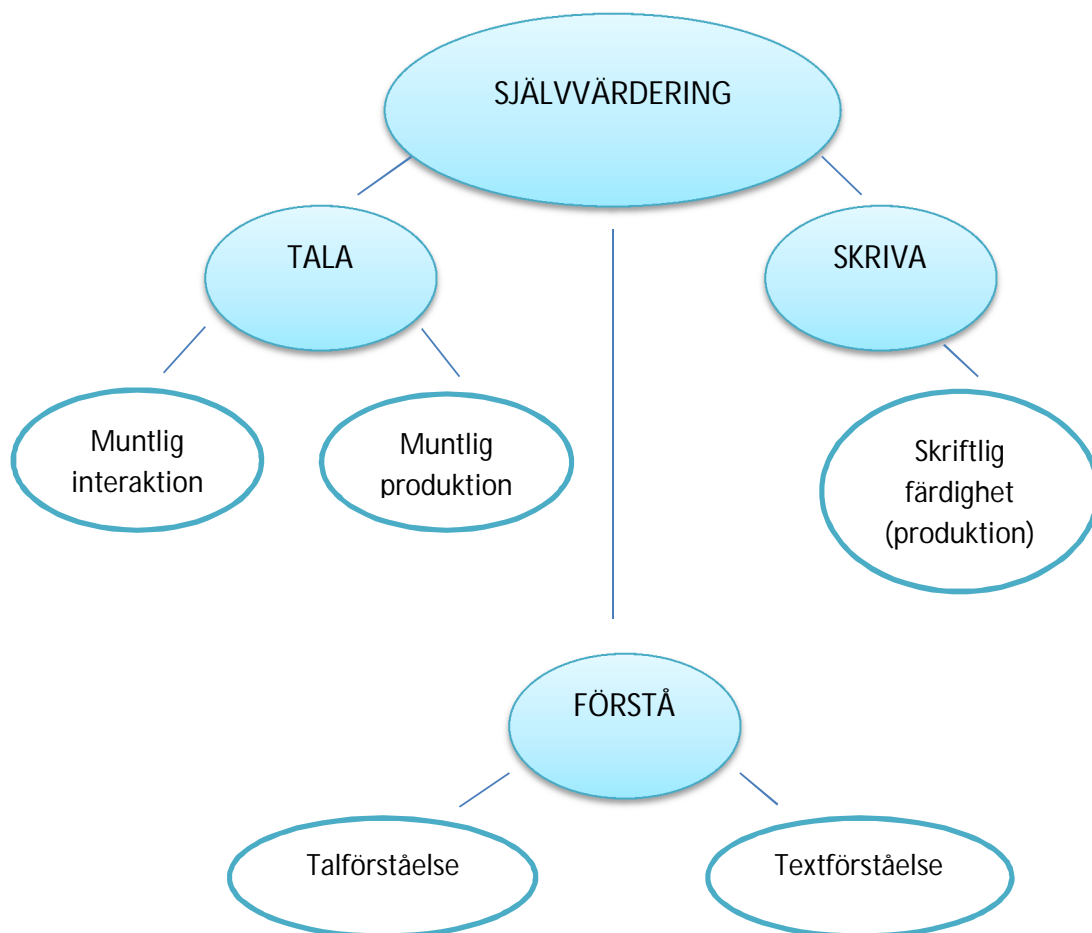 SJÄLVVÄRDERING
TALA
SKRIVA
Muntlig
interaktion
Muntlig
produktion
Skriftlig
färdighet
(produktion)
FÖRSTÅ
Talförståelse
Textförståelse